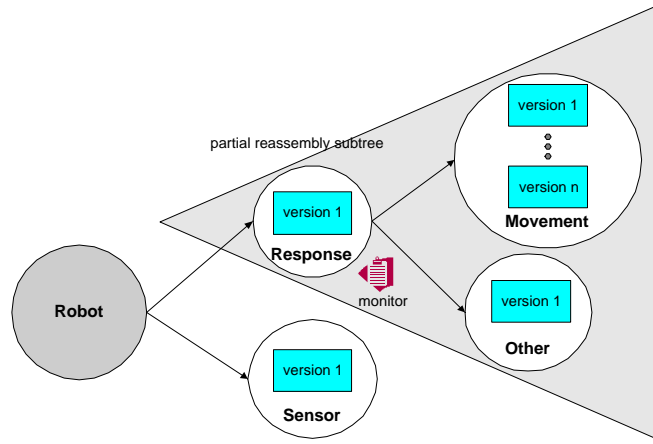 version 1
partial reassembly subtree
version n
version 1
Movement
Response
monitor
version 1
Robot
Other
version 1
Sensor